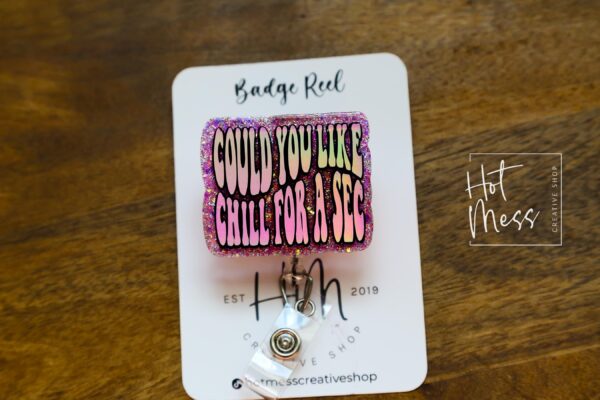 Badge Reel
COULD YOU LIKE
CHILL FOR A SEC
EST HM 2019
CREATIVE SHOP
hotmesscreativeshop
Hot
Mess
CREATIVE SHOP